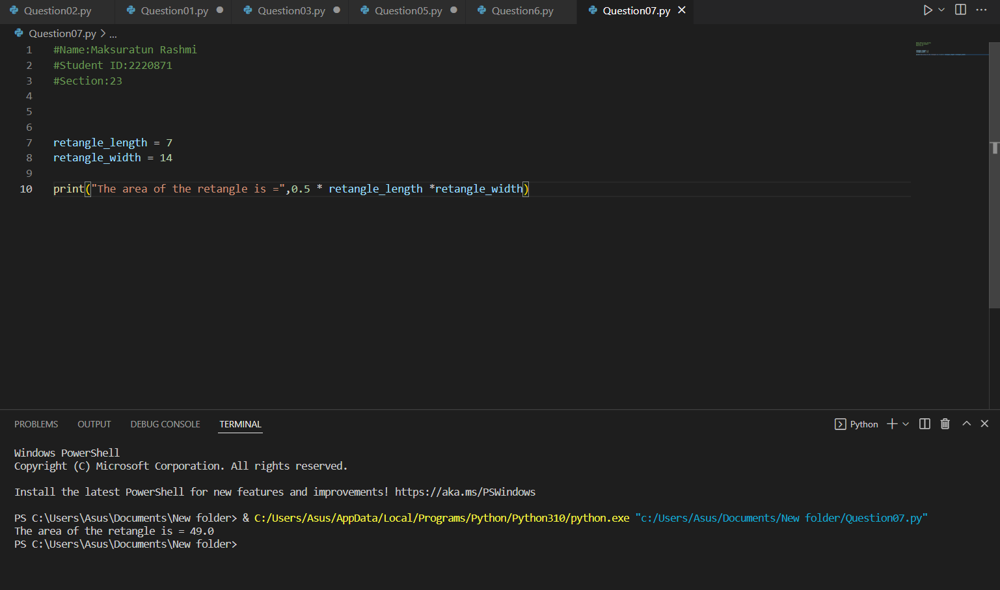 Question02.py Question01.py Question03.py Question05.py Question6.py Question07.py
Question07.py > ...
1 #Name:Maksuratun Rashmi
2 #Student ID:2220871
3 #Section:23
4
5
6
7 retangle_length = 7
8 retangle_width = 14
9
10 print("The area of the retangle is =",0.5 * retangle_length *retangle_width)
PROBLEMS OUTPUT DEBUG CONSOLE TERMINAL Python
Windows PowerShell
Copyright (C) Microsoft Corporation. All rights reserved.
Install the latest PowerShell for new features and improvements! https://aka.ms/PSWindows
PS C:\Users\Asus\Documents\New folder> & C:/Users/Asus/AppData/Local/Programs/Python/Python310/python.exe "c:/Users/Asus/Documents/New folder/Question07.py"
The area of the retangle is = 49.0
PS C:\Users\Asus\Documents\New folder>